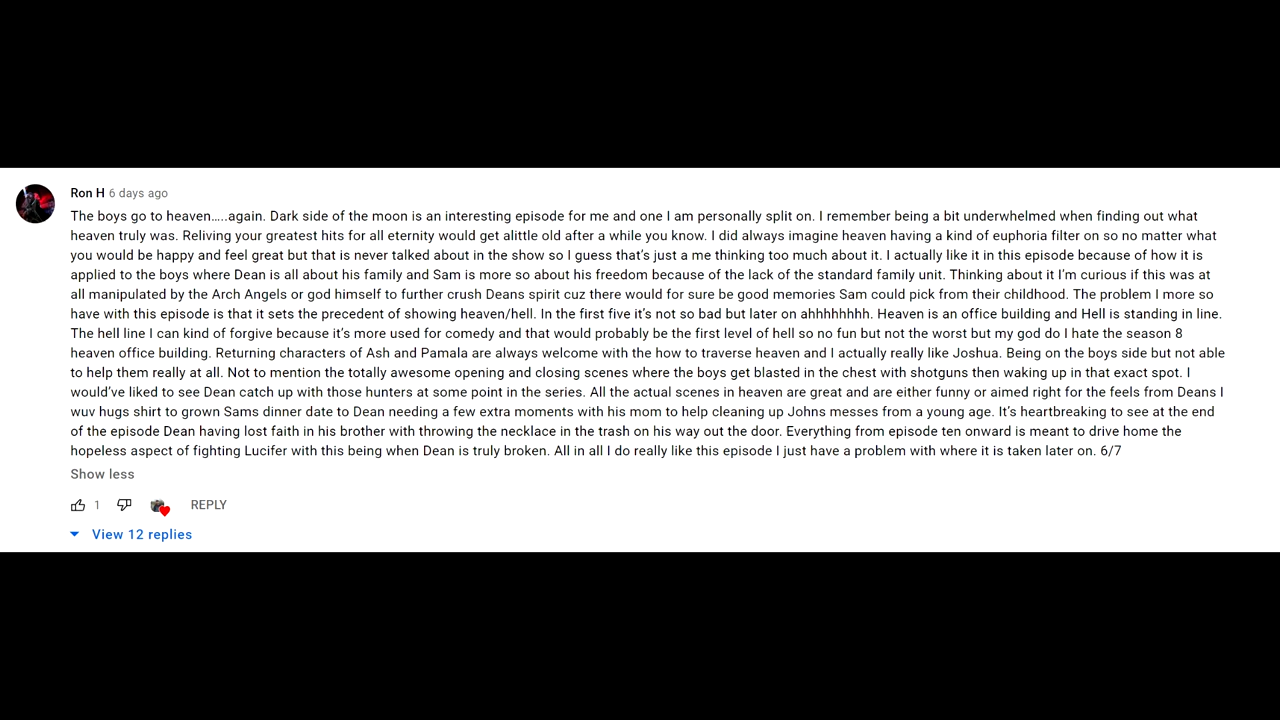 Ron H 6 days ago
The boys go to heaven.....again. Dark side of the moon is an interesting episode for me and one I am personally split on. I remember being a bit underwhelmed when finding out what
heaven truly was. Reliving your greatest hits for all eternity would get alittle old after a while you know. I did always imagine heaven having a kind of euphoria filter on so no matter what
you would be happy and feel great but that is never talked about in the show so I guess that's just a me thinking too much about it. I actually like it in this episode because of how it is
applied to the boys where Dean is all about his family and Sam is more so about his freedom because of the lack of the standard family unit. Thinking about it I'm curious if this was at
all manipulated by the Arch Angels or god himself to further crush Deans spirit cuz there would for sure be good memories Sam could pick from their childhood. The problem I more so
have with this episode is that it sets the precedent of showing heaven/hell. In the first five it's not so bad but later on ahhhhhhhh. Heaven is an office building and Hell is standing in line.
The hell line I can kind of forgive because it's more used for comedy and that would probably be the first level of hell so no fun but not the worst but my god do I hate the season 8
heaven office building. Returning characters of Ash and Pamala are always welcome with the how to traverse heaven and I actually really like Joshua. Being on the boys side but not able
to help them really at all. Not to mention the totally awesome opening and closing scenes where the boys get blasted in the chest with shotguns then waking up in that exact spot. I
would've liked to see Dean catch up with those hunters at some point in the series. All the actual scenes in heaven are great and are either funny or aimed right for the feels from Deans I
wuv hugs shirt to grown Sams dinner date to Dean needing a few extra moments with his mom to help cleaning up Johns messes from a young age. It's heartbreaking to see at the end
of the episode Dean having lost faith in his brother with throwing the necklace in the trash on his way out the door. Everything from episode ten onward is meant to drive home the
hopeless aspect of fighting Lucifer with this being when Dean is truly broken. All in all I do really like this episode I just have a problem with where it is taken later on. 6/7
Show less
1 REPLY
View 12 replies